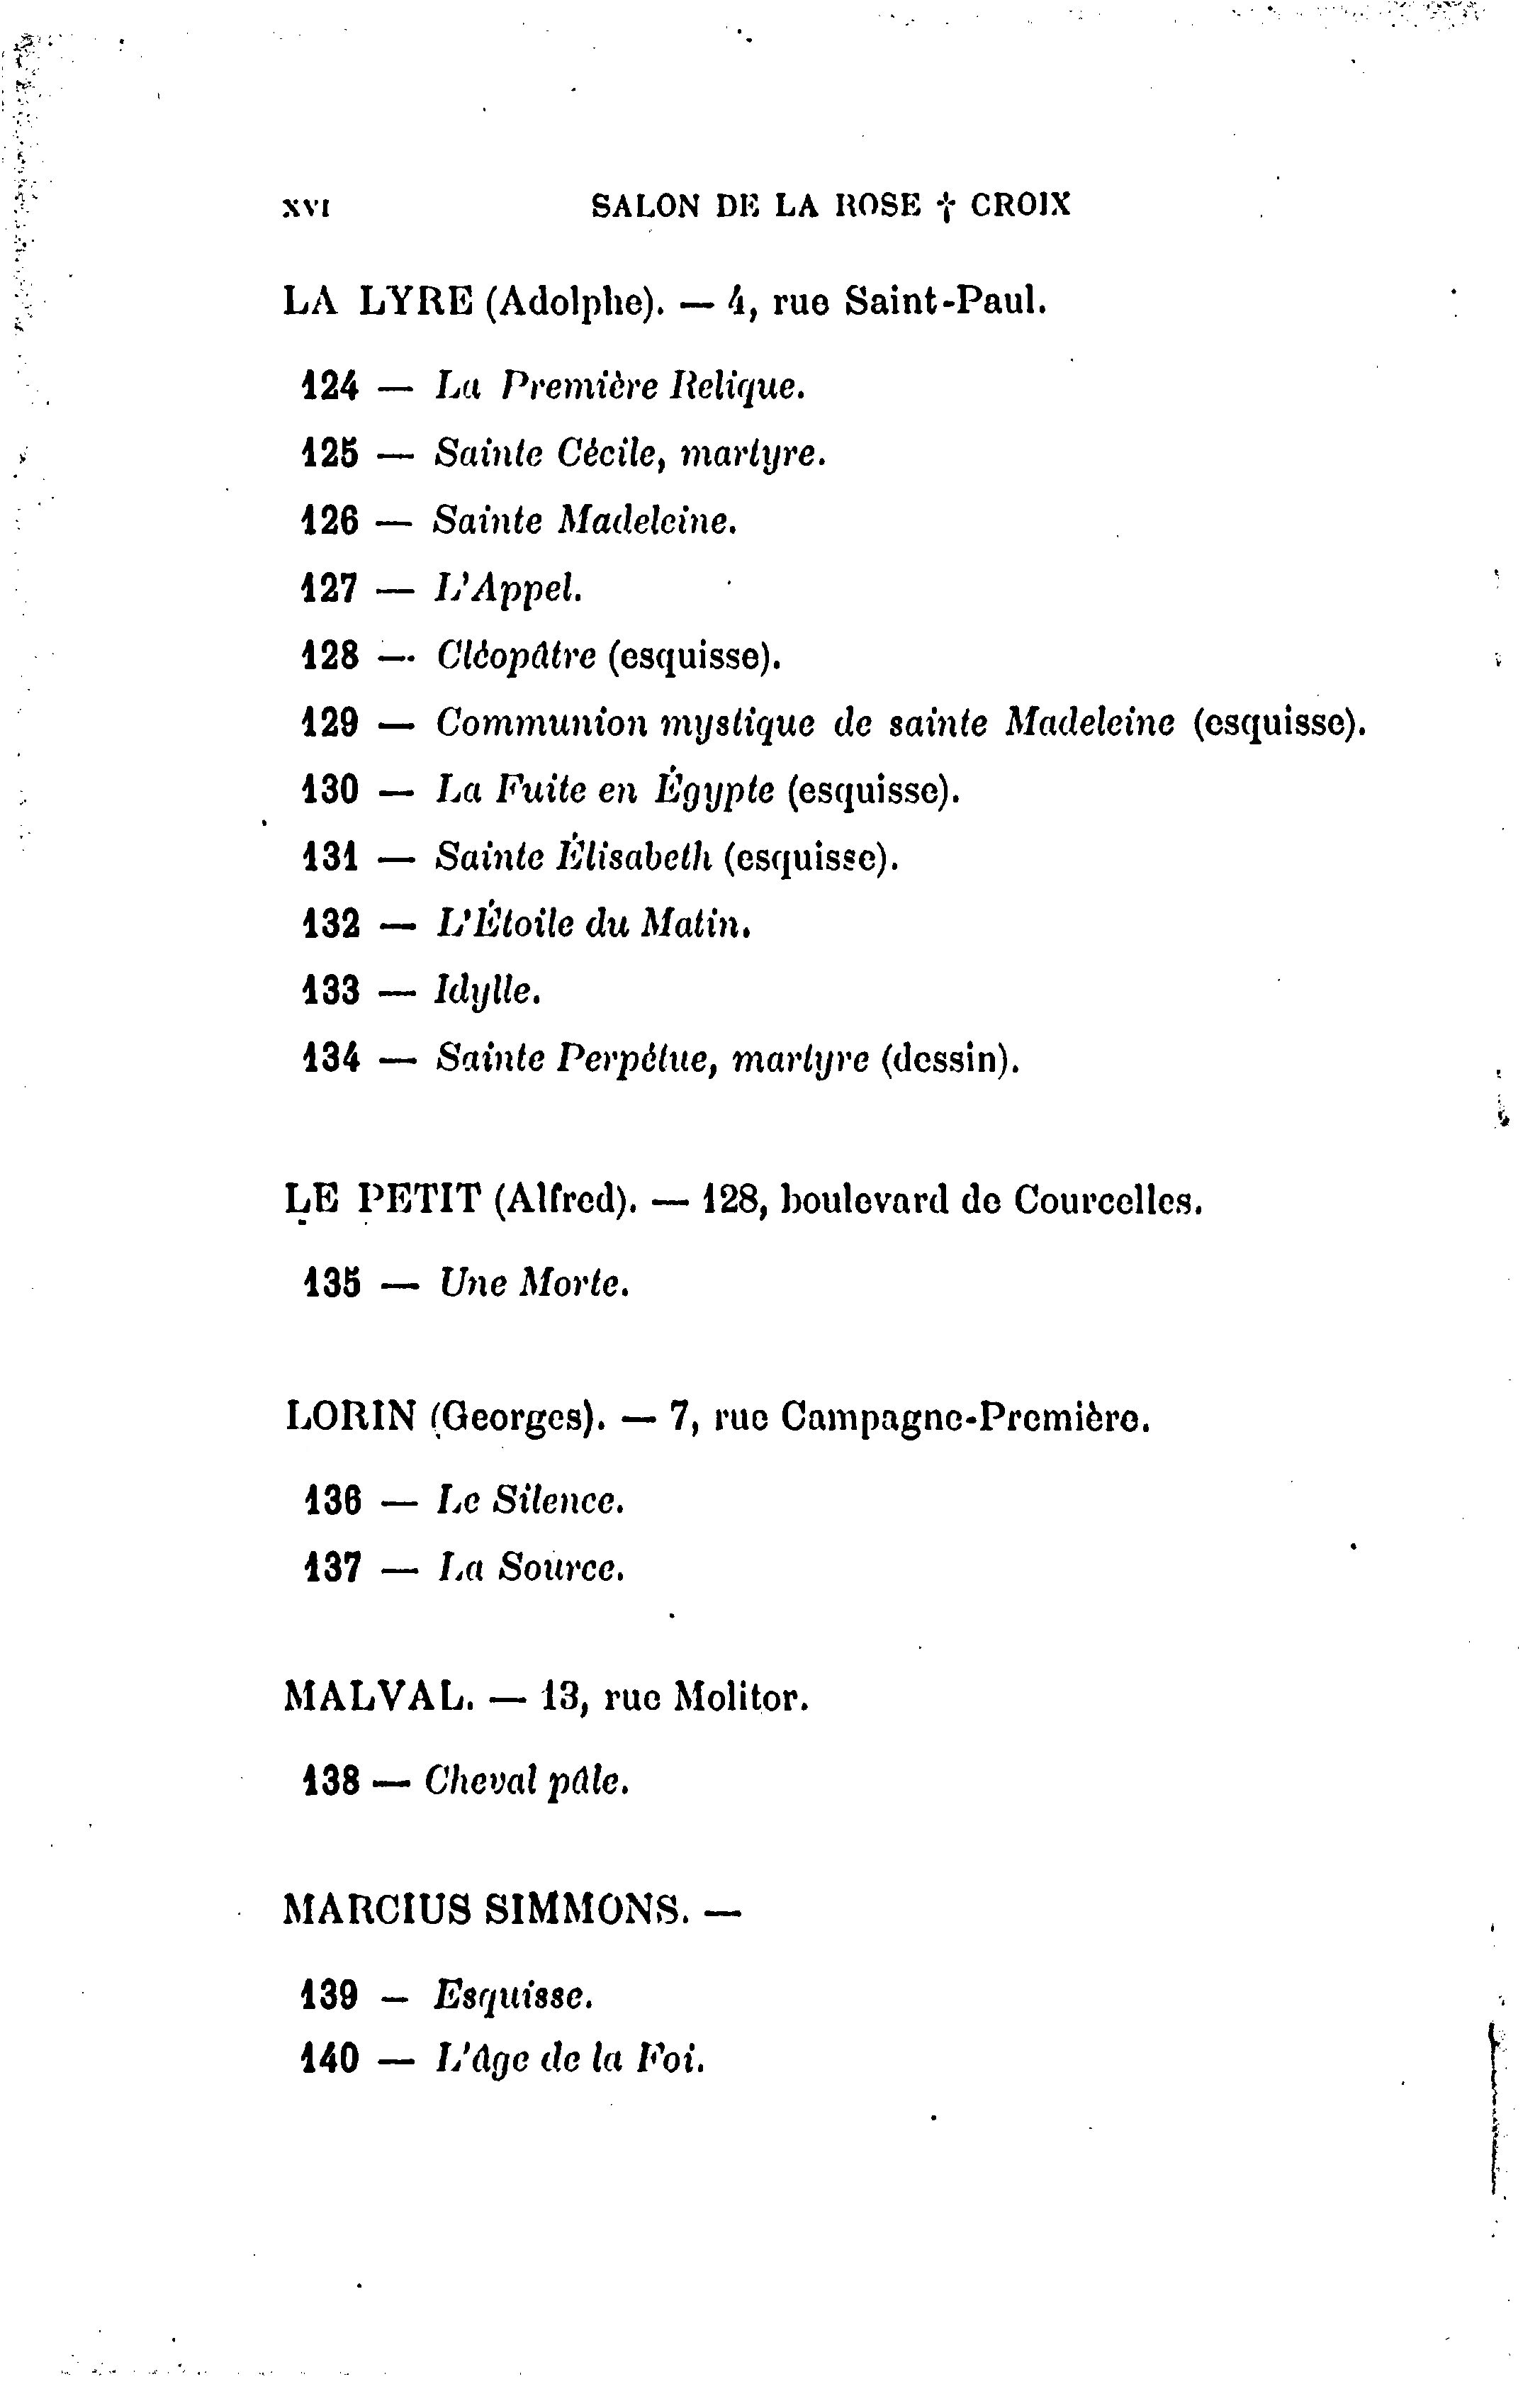 XVI SALON DE LA ROSE † CROIX
LA LYRE (Adolphe). — 4, rue Saint-Paul.
124 — La Première Relique.
125 — Sainte Cécile, martyre.
126 — Sainte Madeleine.
127 — L'Appel.
128 — Cléopâtre (esquisse).
129 — Communion mystique de sainte Madeleine (esquisse).
130 — La Fuite en Égypte (esquisse).
131 — Sainte Élisabeth (esquisse).
132 — L'Étoile du Matin.
133 — Idylle.
134 — Sainte Perpétue, martyre (dessin).
LE PETIT (Alfred). — 128, boulevard de Courcelles.
135 — Une Morte.
LORIN (Georges). — 7, rue Campagne-Première.
136 — Le Silence.
137 — La Source.
MALVAL. — 13, rue Molitor.
138 — Cheval pâle.
MARCIUS SIMMONS. —
139 — Esquisse.
140 — L'âge de la Foi.